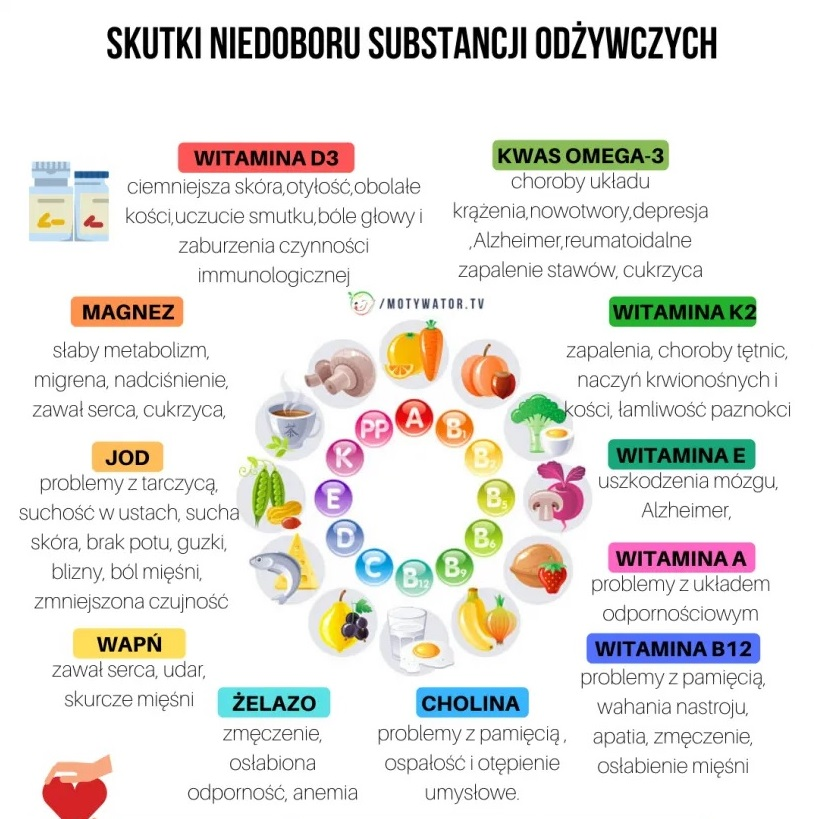 SKUTKI NIEDOBORU SUBSTANCJI ODŻYWCZYCH
WITAMINA D3
ciemniejsza skóra,otyłość,obolałe
kości,uczucie smutku,bóle głowy i
zaburzenia czynności
immunologicznej
KWAS OMEGA-3
choroby układu
krążenia,nowotwory,depresja
,Alzheimer,reumatoidalne
zapalenie stawów, cukrzyca
/MOTYWATOR.TV
MAGNEZ
słaby metabolizm,
migrena, nadciśnienie,
zawał serca, cukrzyca,
WITAMINA K2
zapalenia, choroby tętnic,
naczyń krwionośnych i
kości, łamliwość paznokci
JOD
problemy z tarczycą,
suchość w ustach, sucha
skóra, brak potu, guzki,
blizny, ból mięśni,
zmniejszona czujność
WITAMINA E
uszkodzenia mózgu,
Alzheimer,
WITAMINA A
problemy z układem
odpornościowym
WAPŃ
zawał serca, udar,
skurcze mięśni
WITAMINA B12
problemy z pamięcią,
wahania nastroju,
apatia, zmęczenie,
osłabienie mięśni
ŻELAZO
zmęczenie,
osłabiona
odporność, anemia
CHOLINA
problemy z pamięcią ,
ospałość i otępienie
umysłowe.
A
B1
B2
B5
B6
B9
B12
C
D
E
K
PP
茶